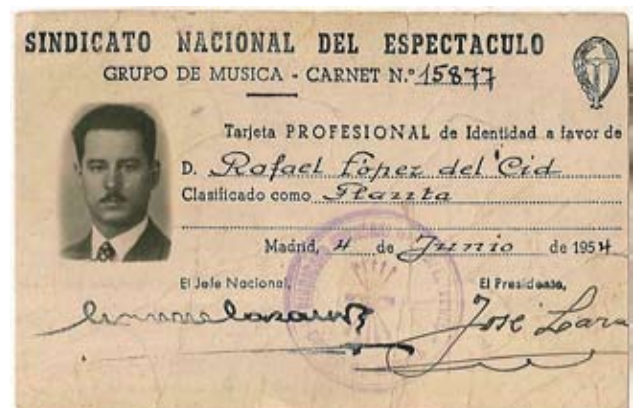 SINDICATO NACIONAL DEL ESPECTACULO
GRUPO DE MUSICA - CARNET N.º 15877
Tarjeta PROFESIONAL de Identidad a favor de
D. Rafael López del Cid
Clasificado como Flauta
Madrid, 4 de Junio de 1954
El Jefe Nacional, El Presidente,
José Lara